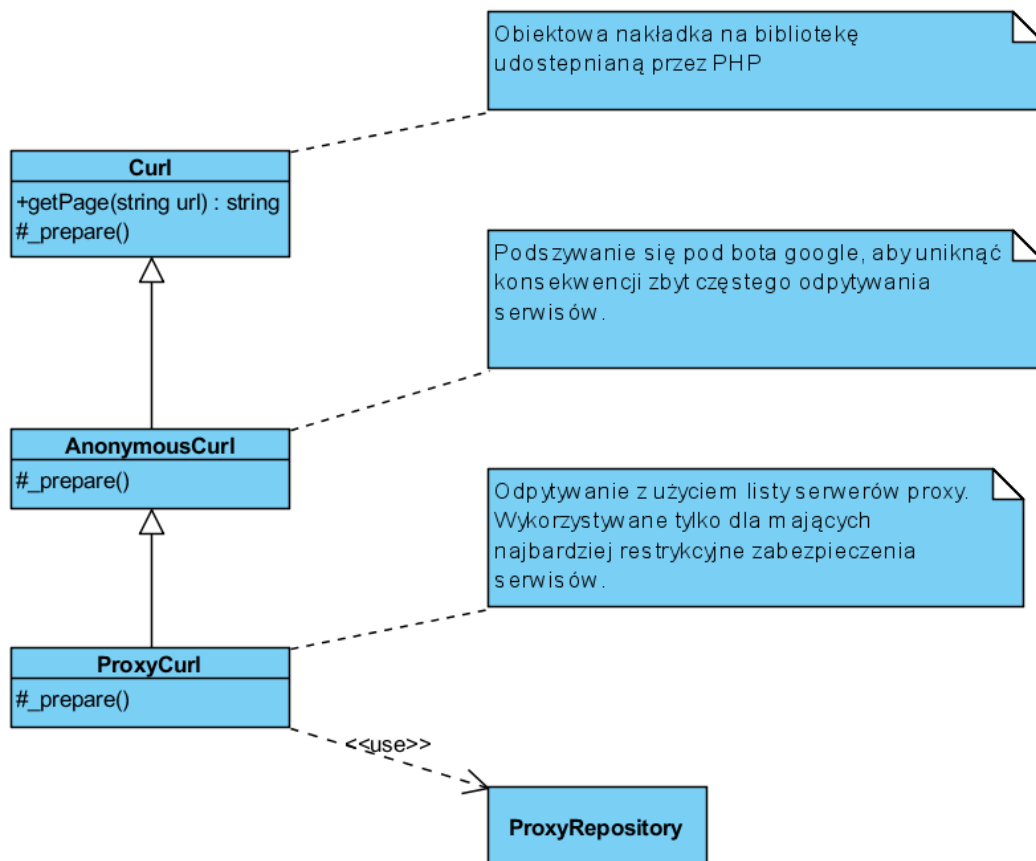 Obiektowa nakładka na bibliotekę
udostepnianą przez PHP
Curl
+getPage(string url) : string
#_prepare()
Podszywanie się pod bota google, aby uniknąć
konsekwencji zbyt częstego odpytywania
serwisów.
AnonymousCurl
#_prepare()
Odpytywanie z użyciem listy serwerów proxy.
Wykorzystywane tylko dla mających
najbardziej restrykcyjne zabezpieczenia
serwisów.
ProxyCurl
#_prepare()
<<use>>
ProxyRepository